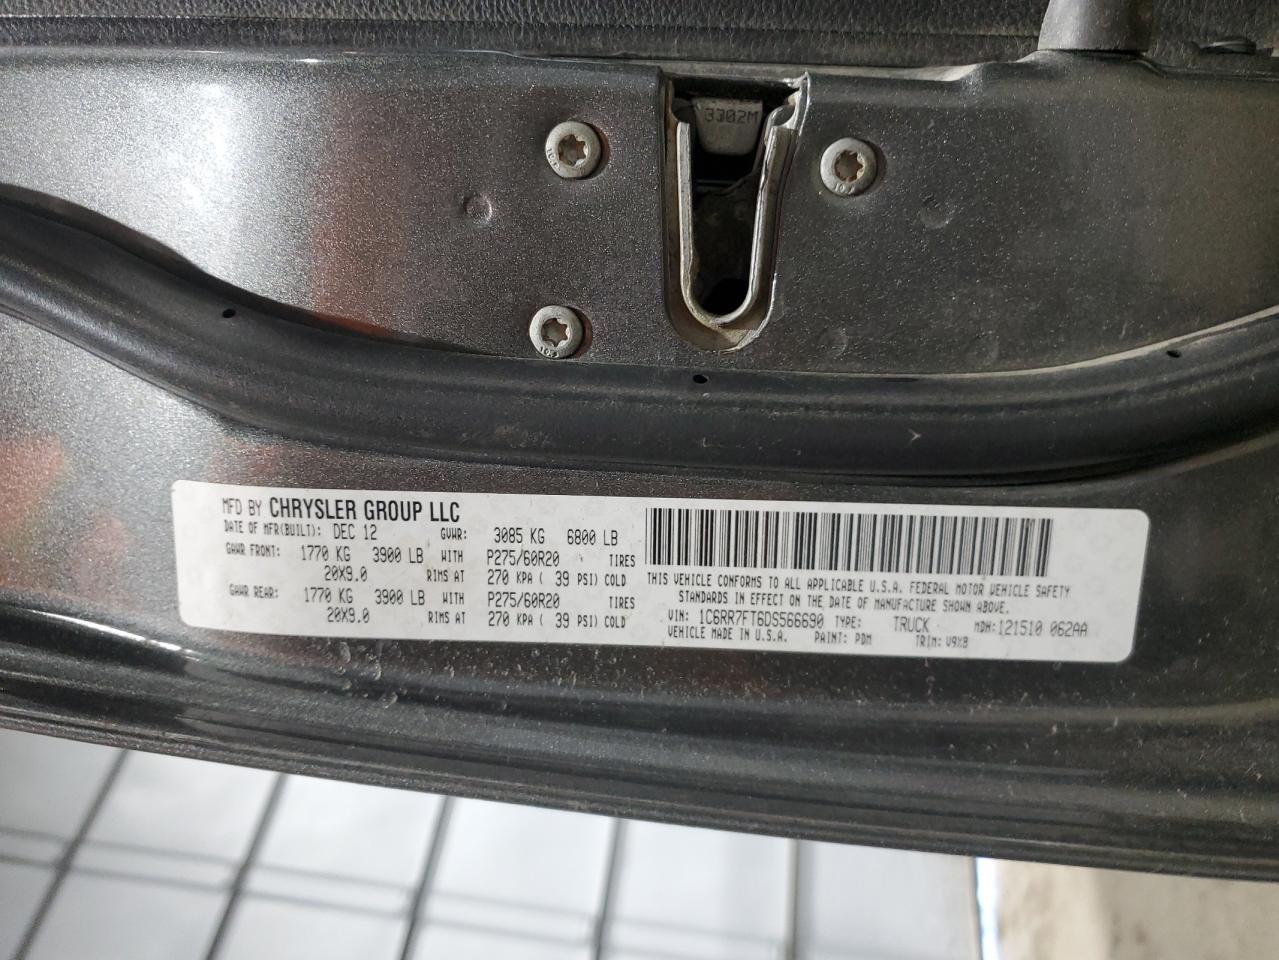 3302M
MFD BY CHRYSLER GROUP LLC
DATE OF MFR(BUILT): DEC 12 GVWR: 3085 KG 6800 LB
GAWR FRONT: 1770 KG 3900 LB WITH P275/60R20 TIRES
20X9.0 RIMS AT 270 KPA ( 39 PSI) COLD
GAWR REAR: 1770 KG 3900 LB WITH P275/60R20 TIRES
20X9.0 RIMS AT 270 KPA ( 39 PSI) COLD
THIS VEHICLE CONFORMS TO ALL APPLICABLE U.S.A. FEDERAL MOTOR VEHICLE SAFETY
STANDARDS IN EFFECT ON THE DATE OF MANUFACTURE SHOWN ABOVE.
VIN: 1C6RR7FT6DS566690 TYPE: TRUCK MDH:121510 062AA
VEHICLE MADE IN U.S.A. PAINT: PDM TRIM: V9X8